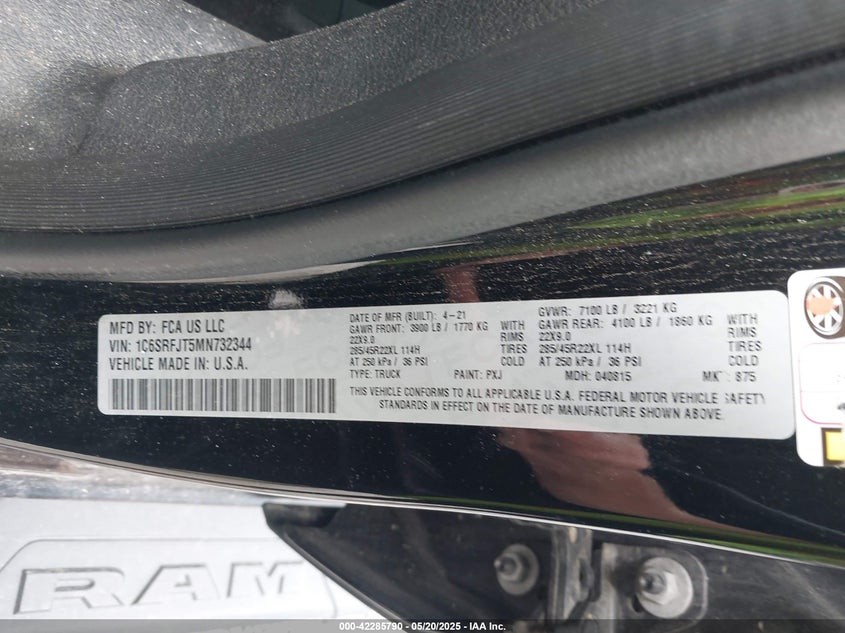 MFD BY: FCA US LLC
VIN: 1C6SRFJT5MN732344
VEHICLE MADE IN: U.S.A.
DATE OF MFR (BUILT): 4-21
GAWR FRONT: 3900 LB / 1770 KG
22X9.0
WITH
RIMS
285/45R22XL 114H
TIRES
AT 250 kPa / 36 PSI
COLD
TYPE: TRUCK
PAINT: PXJ
GVWR: 7100 LB / 3221 KG
GAWR REAR: 4100 LB / 1860 KG
22X9.0
WITH
RIMS
285/45R22XL 114H
TIRES
AT 250 kPa / 36 PSI
COLD
MDH: 040815
875
THIS VEHICLE CONFORMS TO ALL APPLICABLE U.S.A. FEDERAL MOTOR VEHICLE SAFETY
STANDARDS IN EFFECT ON THE DATE OF MANUFACTURE SHOWN ABOVE.
RAM
000-42285790 - 05/20/2025 - IAA Inc.